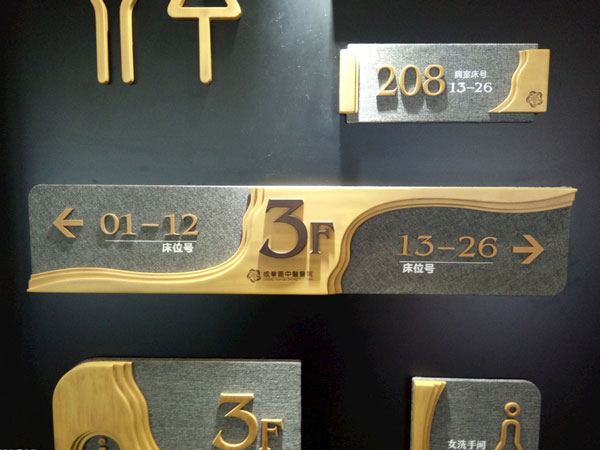 208 病室床号
13-26
← 01-12
床位号
3F
13-26 →
床位号
3F
女洗手间